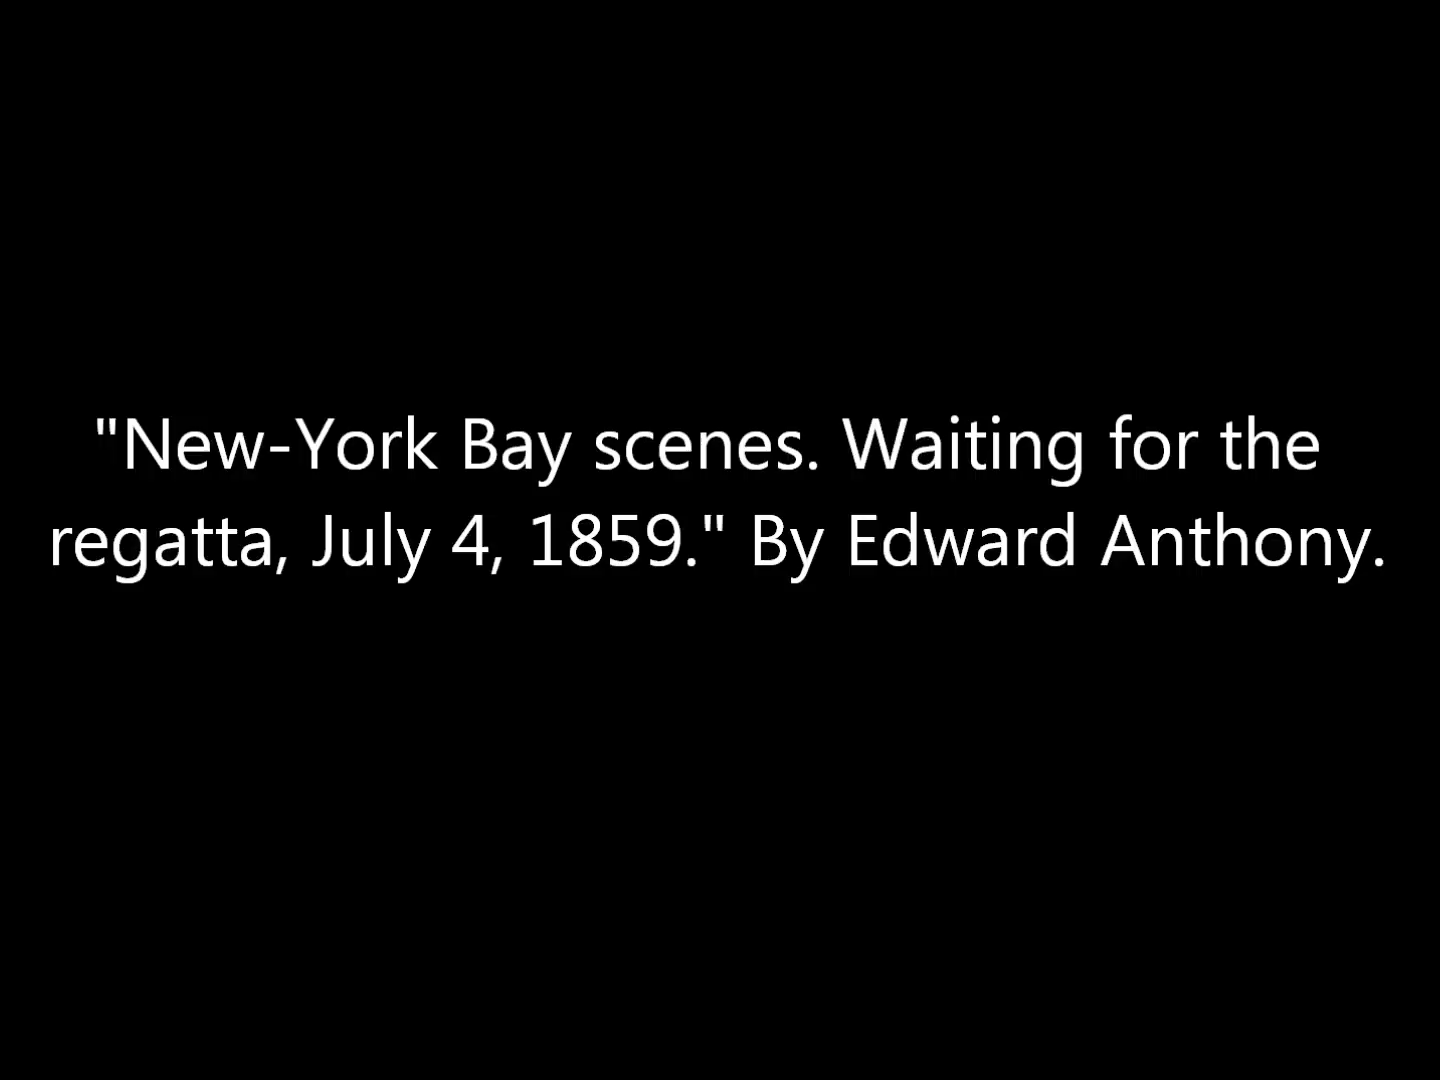 "New-York Bay scenes. Waiting for the
regatta, July 4, 1859." By Edward Anthony.